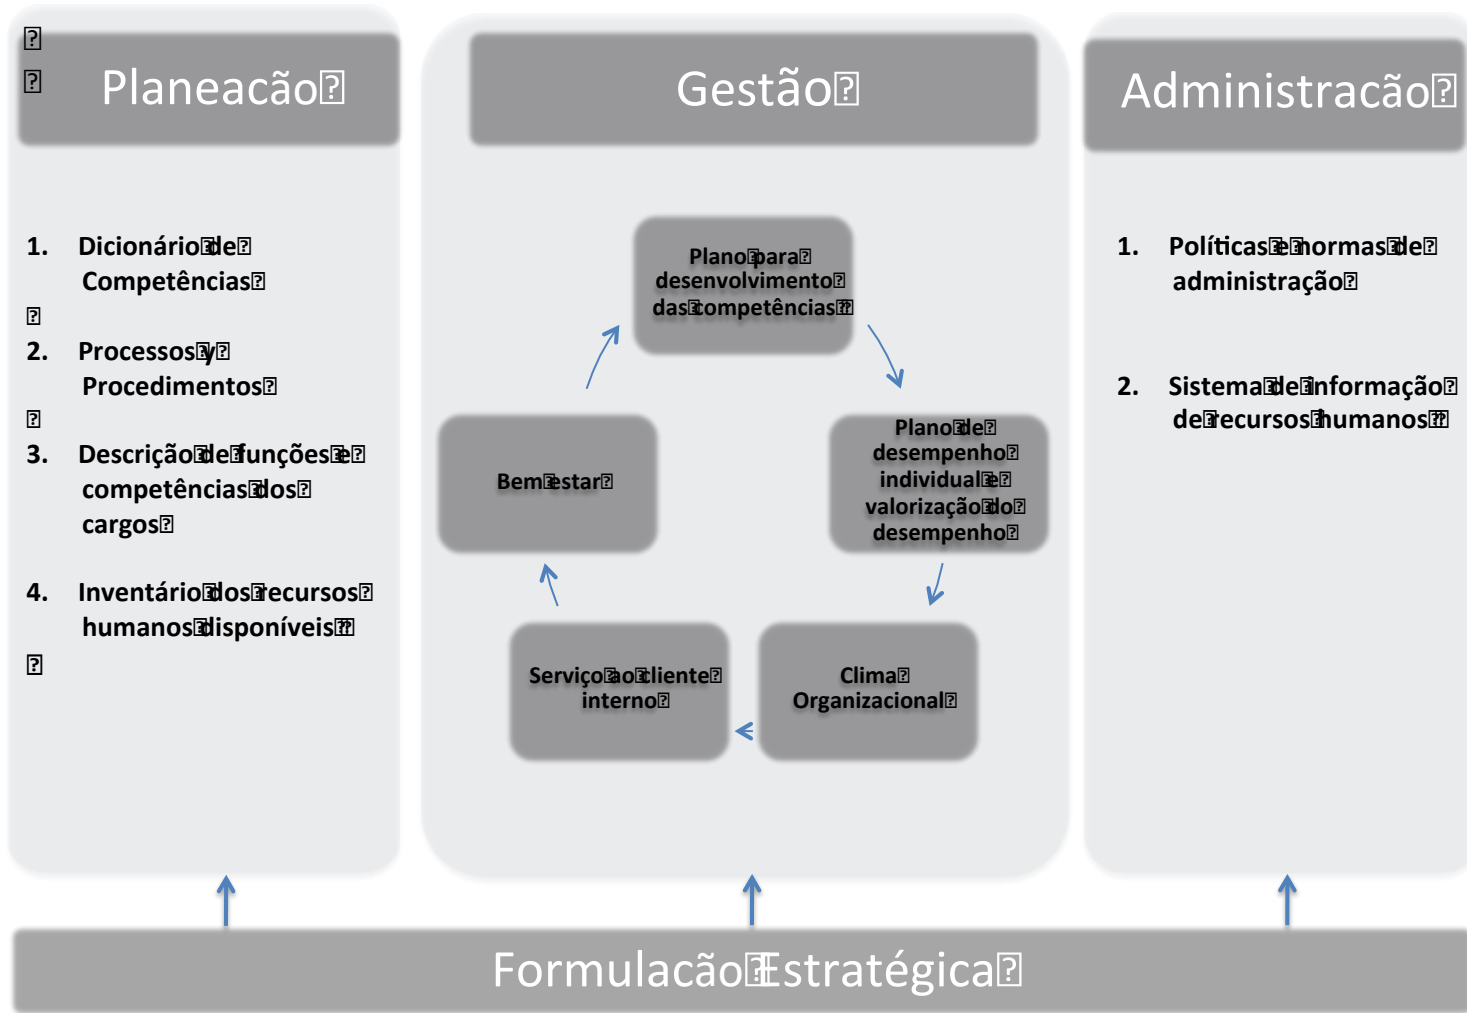 Planeacão
1. Dicionário de
Competências
2. Processos y
Procedimentos
3. Descrição de funções e
competências dos
cargos
4. Inventário dos recursos
humanos disponíveis
Gestão
Plano para
desenvolvimento
das competências
Plano de
desempenho
individual e
valorização do
desempenho
Clima
Organizacional
Serviço ao cliente
interno
Bem estar
Administracão
1. Políticas e normas de
administração
2. Sistema de informação
de recursos humanos
Formulacão Estratégica